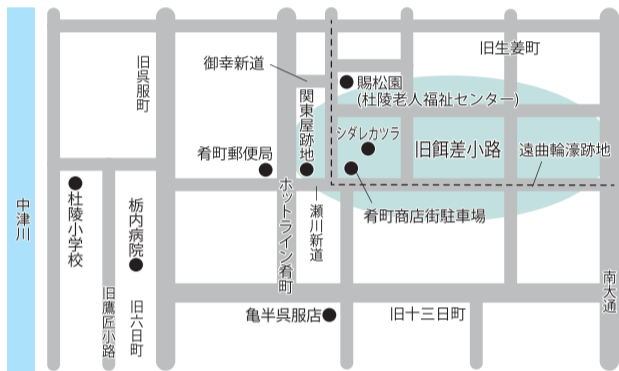 旧生姜町
旧呉服町
御幸新道
賜松園
(杜陵老人福祉センター)
関東屋跡地
シダレカツラ
旧餌差小路
遠曲輪濠跡地
肴町郵便局
中津川
杜陵小学校
栃内病院
ホットライン肴町
瀬川新道
肴町商店街駐車場
南大通
旧鷹匠小路
旧六日町
亀半呉服店
旧十三日町